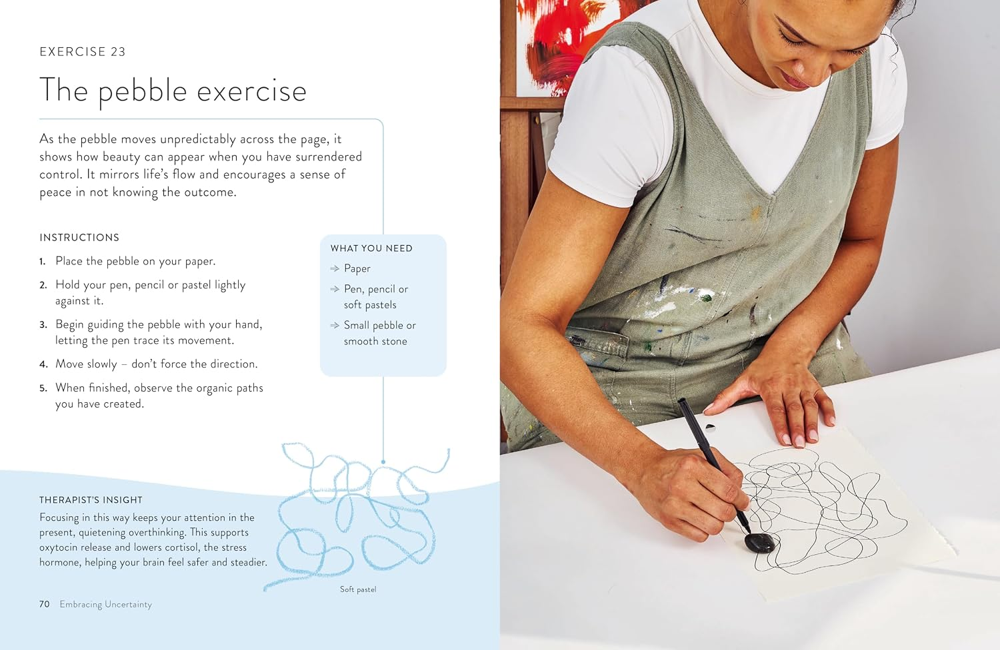 EXERCISE 23
The pebble exercise
As the pebble moves unpredictably across the page, it
shows how beauty can appear when you have surrendered
control. It mirrors life’s flow and encourages a sense of
peace in not knowing the outcome.
INSTRUCTIONS
1. Place the pebble on your paper.
2. Hold your pen, pencil or pastel lightly
against it.
3. Begin guiding the pebble with your hand,
letting the pen trace its movement.
4. Move slowly – don’t force the direction.
5. When finished, observe the organic paths
you have created.
WHAT YOU NEED
⇒ Paper
⇒ Pen, pencil or
soft pastels
⇒ Small pebble or
smooth stone
THERAPIST’S INSIGHT
Focusing in this way keeps your attention in the
present, quietening overthinking. This supports
oxytocin release and lowers cortisol, the stress
hormone, helping your brain feel safer and steadier.
Soft pastel
70 Embracing Uncertainty